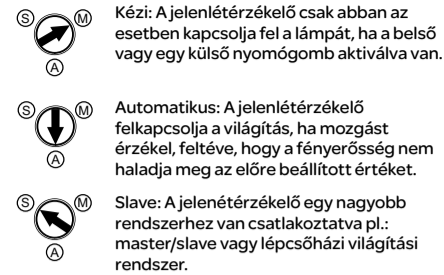 S M A
Kézi: A jelenlétérzékelő csak abban az
esetben kapcsolja fel a lámpát, ha a belső
vagy egy külső nyomógomb aktiválva van.
S M A
Automatikus: A jelenlétérzékelő
felkapcsolja a világítás, ha mozgást
érzékel, feltéve, hogy a fényerősség nem
haladja meg az előre beállított értéket.
S M A
Slave: A jelenétérzékelő egy nagyobb
rendszerhez van csatlakoztatva pl.:
master/slave vagy lépcsőházi világítási
rendszer.